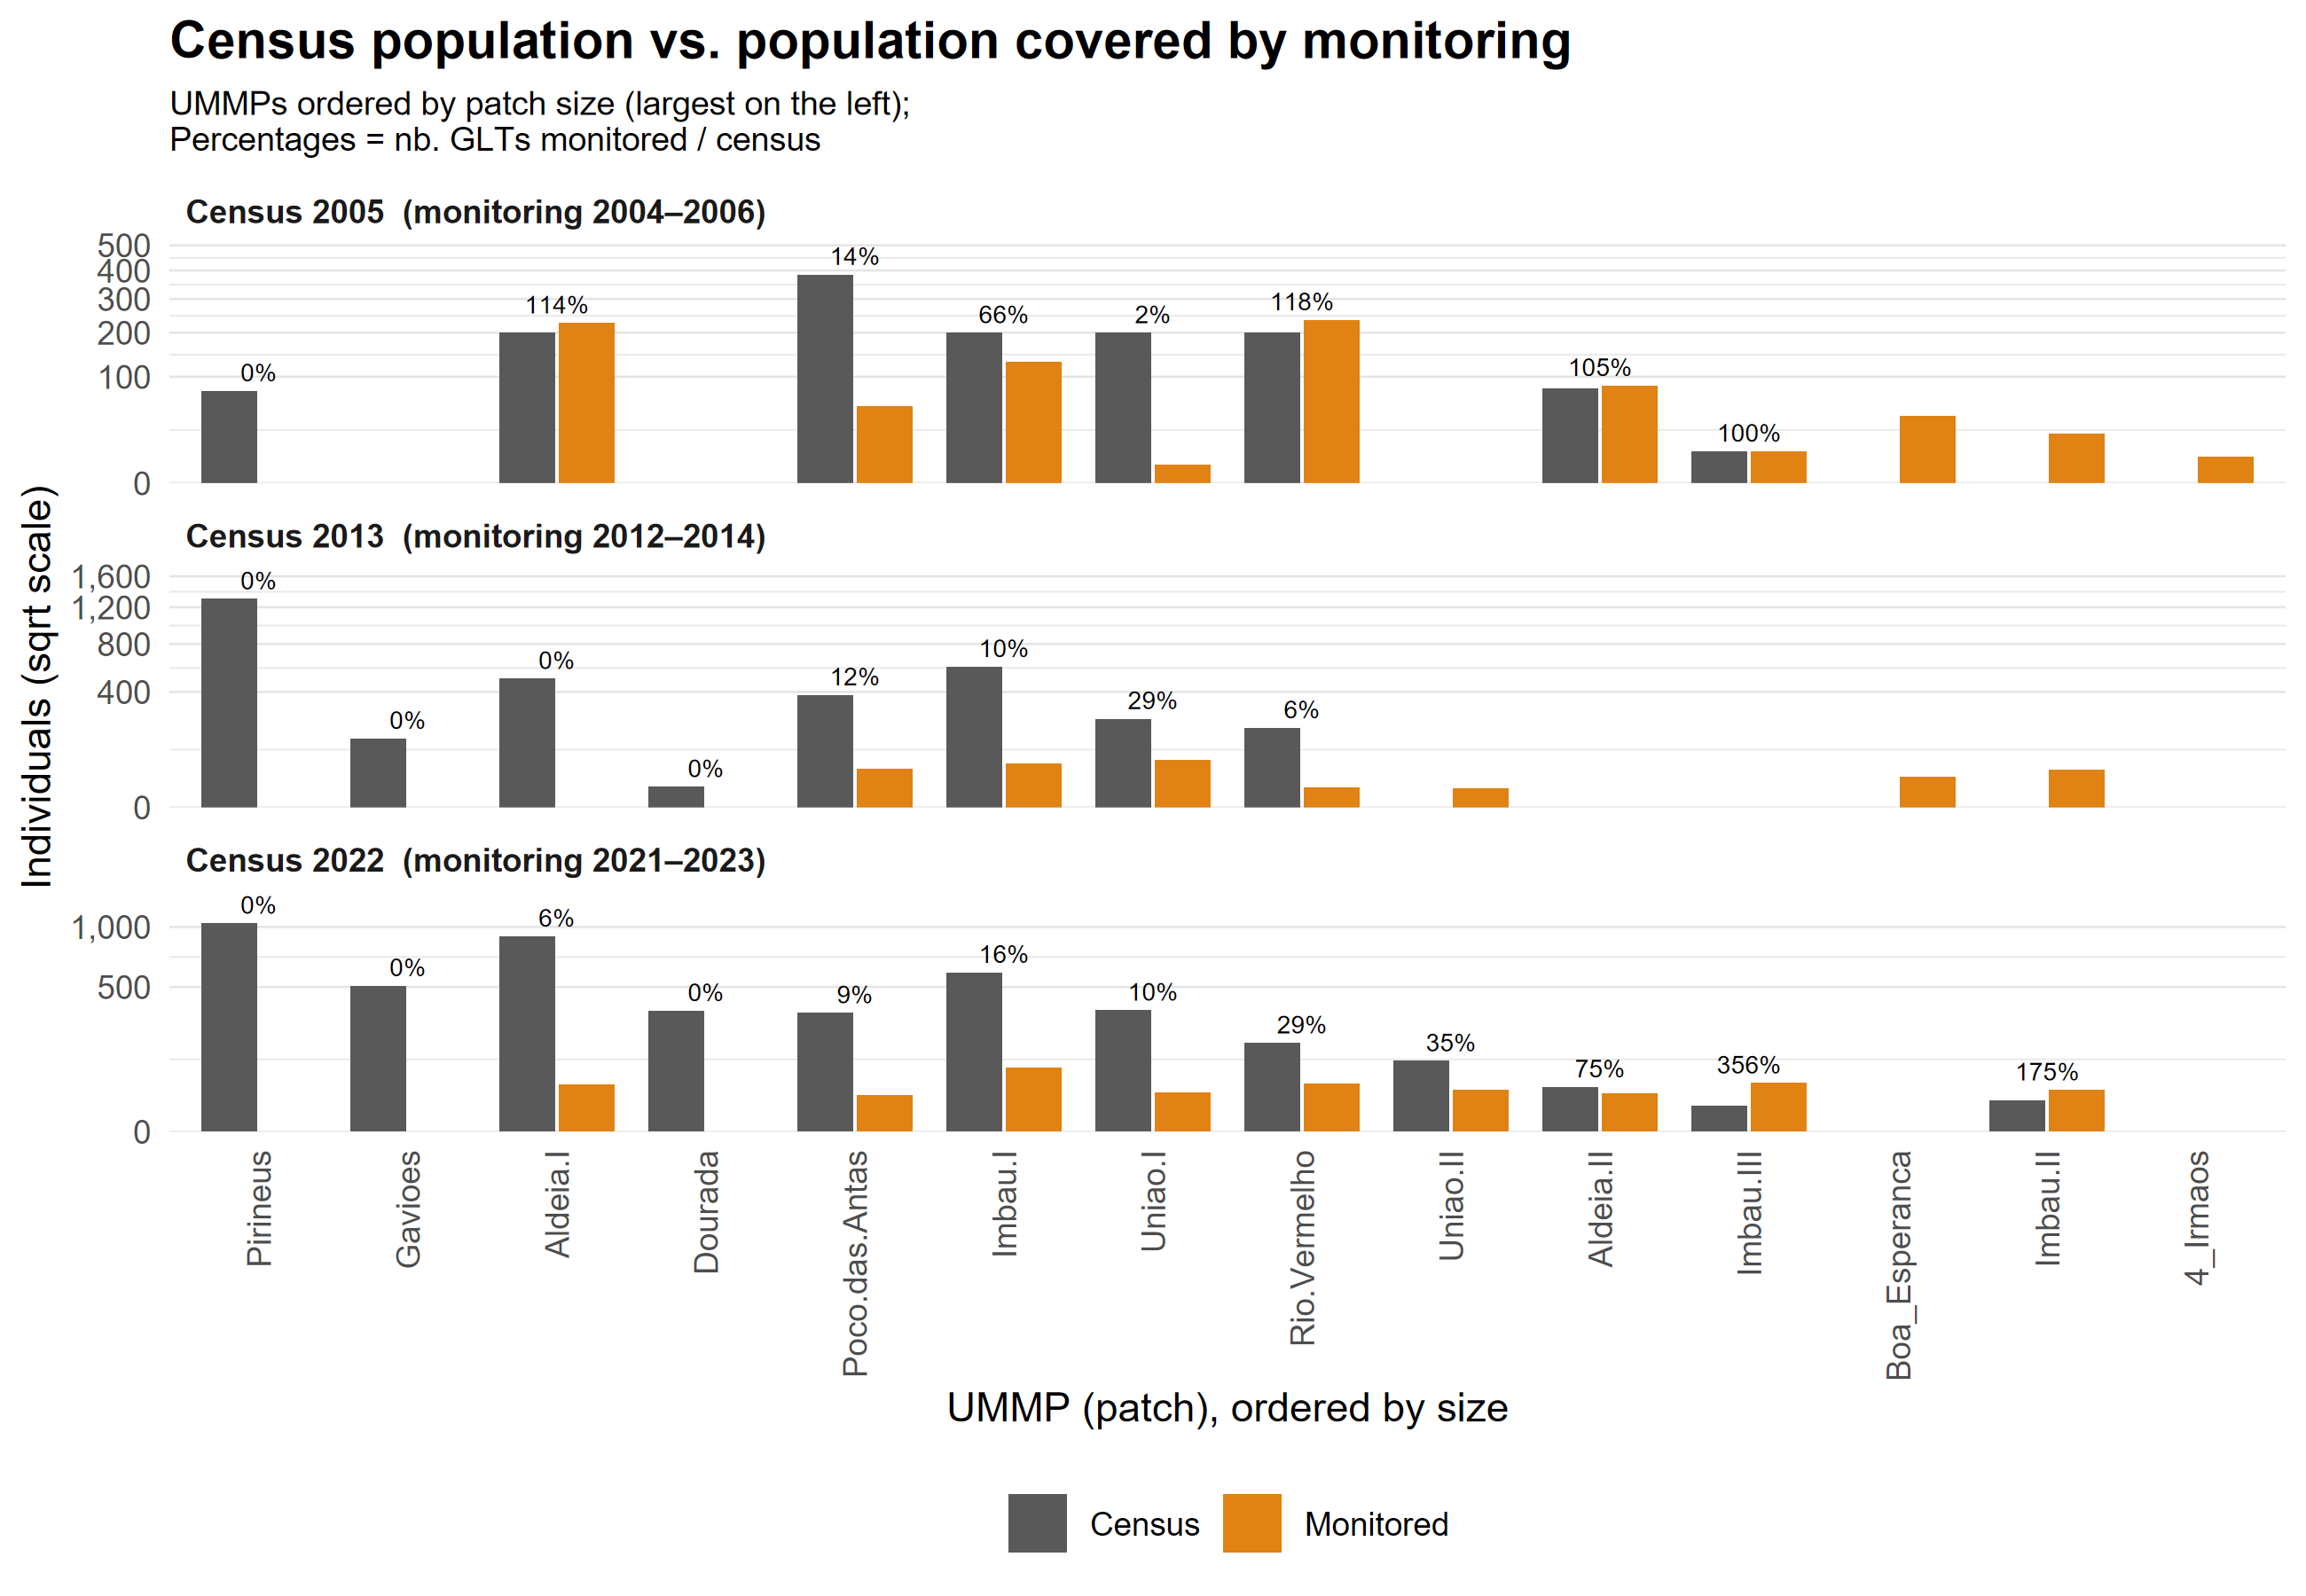 Census population vs. population covered by monitoring
UMMPs ordered by patch size (largest on the left);
Percentages = nb. GLTs monitored / census
Individuals (sqrt scale)
Census 2005  (monitoring 2004–2006)
500
400
300
200
100
0
0%
114%
14%
66%
2%
118%
105%
100%
Census 2013  (monitoring 2012–2014)
1,600
1,200
800
400
0
0%
0%
0%
0%
12%
10%
29%
6%
Census 2022  (monitoring 2021–2023)
1,000
500
0
0%
0%
6%
0%
9%
16%
10%
29%
35%
75%
356%
175%
Pirineus
Gavioes
Aldeia.I
Dourada
Poco.das.Antas
Imbau.I
Uniao.I
Rio.Vermelho
Uniao.II
Aldeia.II
Imbau.III
Boa_Esperanca
Imbau.II
4_Irmaos
UMMP (patch), ordered by size
Census
Monitored